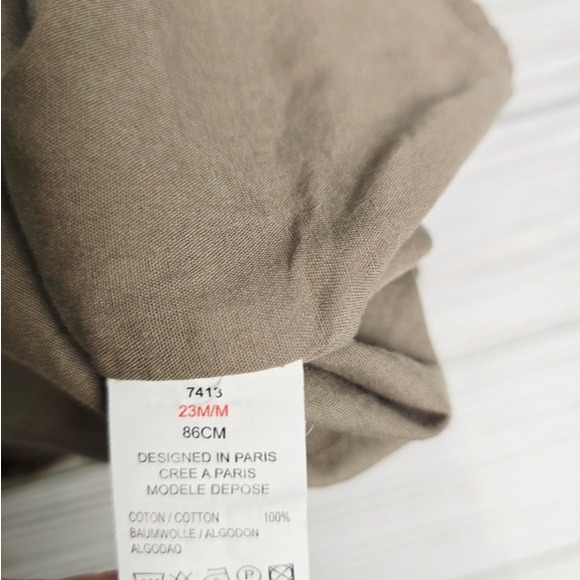 7413
23M/M
86CM
DESIGNED IN PARIS
CREE A PARIS
MODELE DEPOSE
COTON / COTTON 100%
BAUMWOLLE / ALGODON
ALGODAO
P